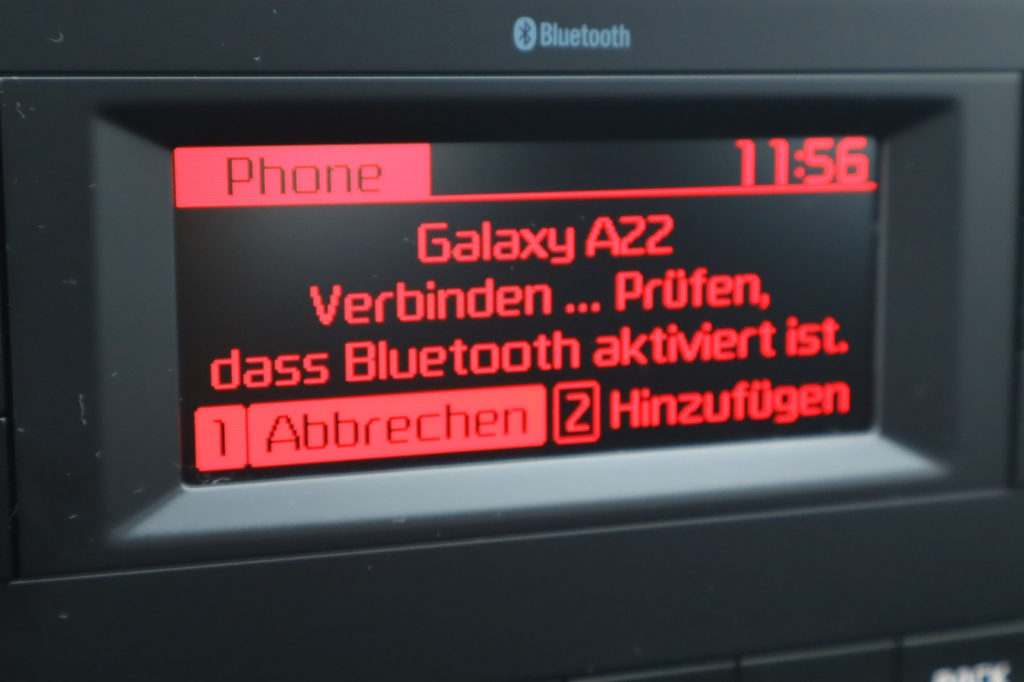 Bluetooth
Phone 11:56
Galaxy A22
Verbinden ... Prüfen,
dass Bluetooth aktiviert ist.
1 Abbrechen 2 Hinzufügen